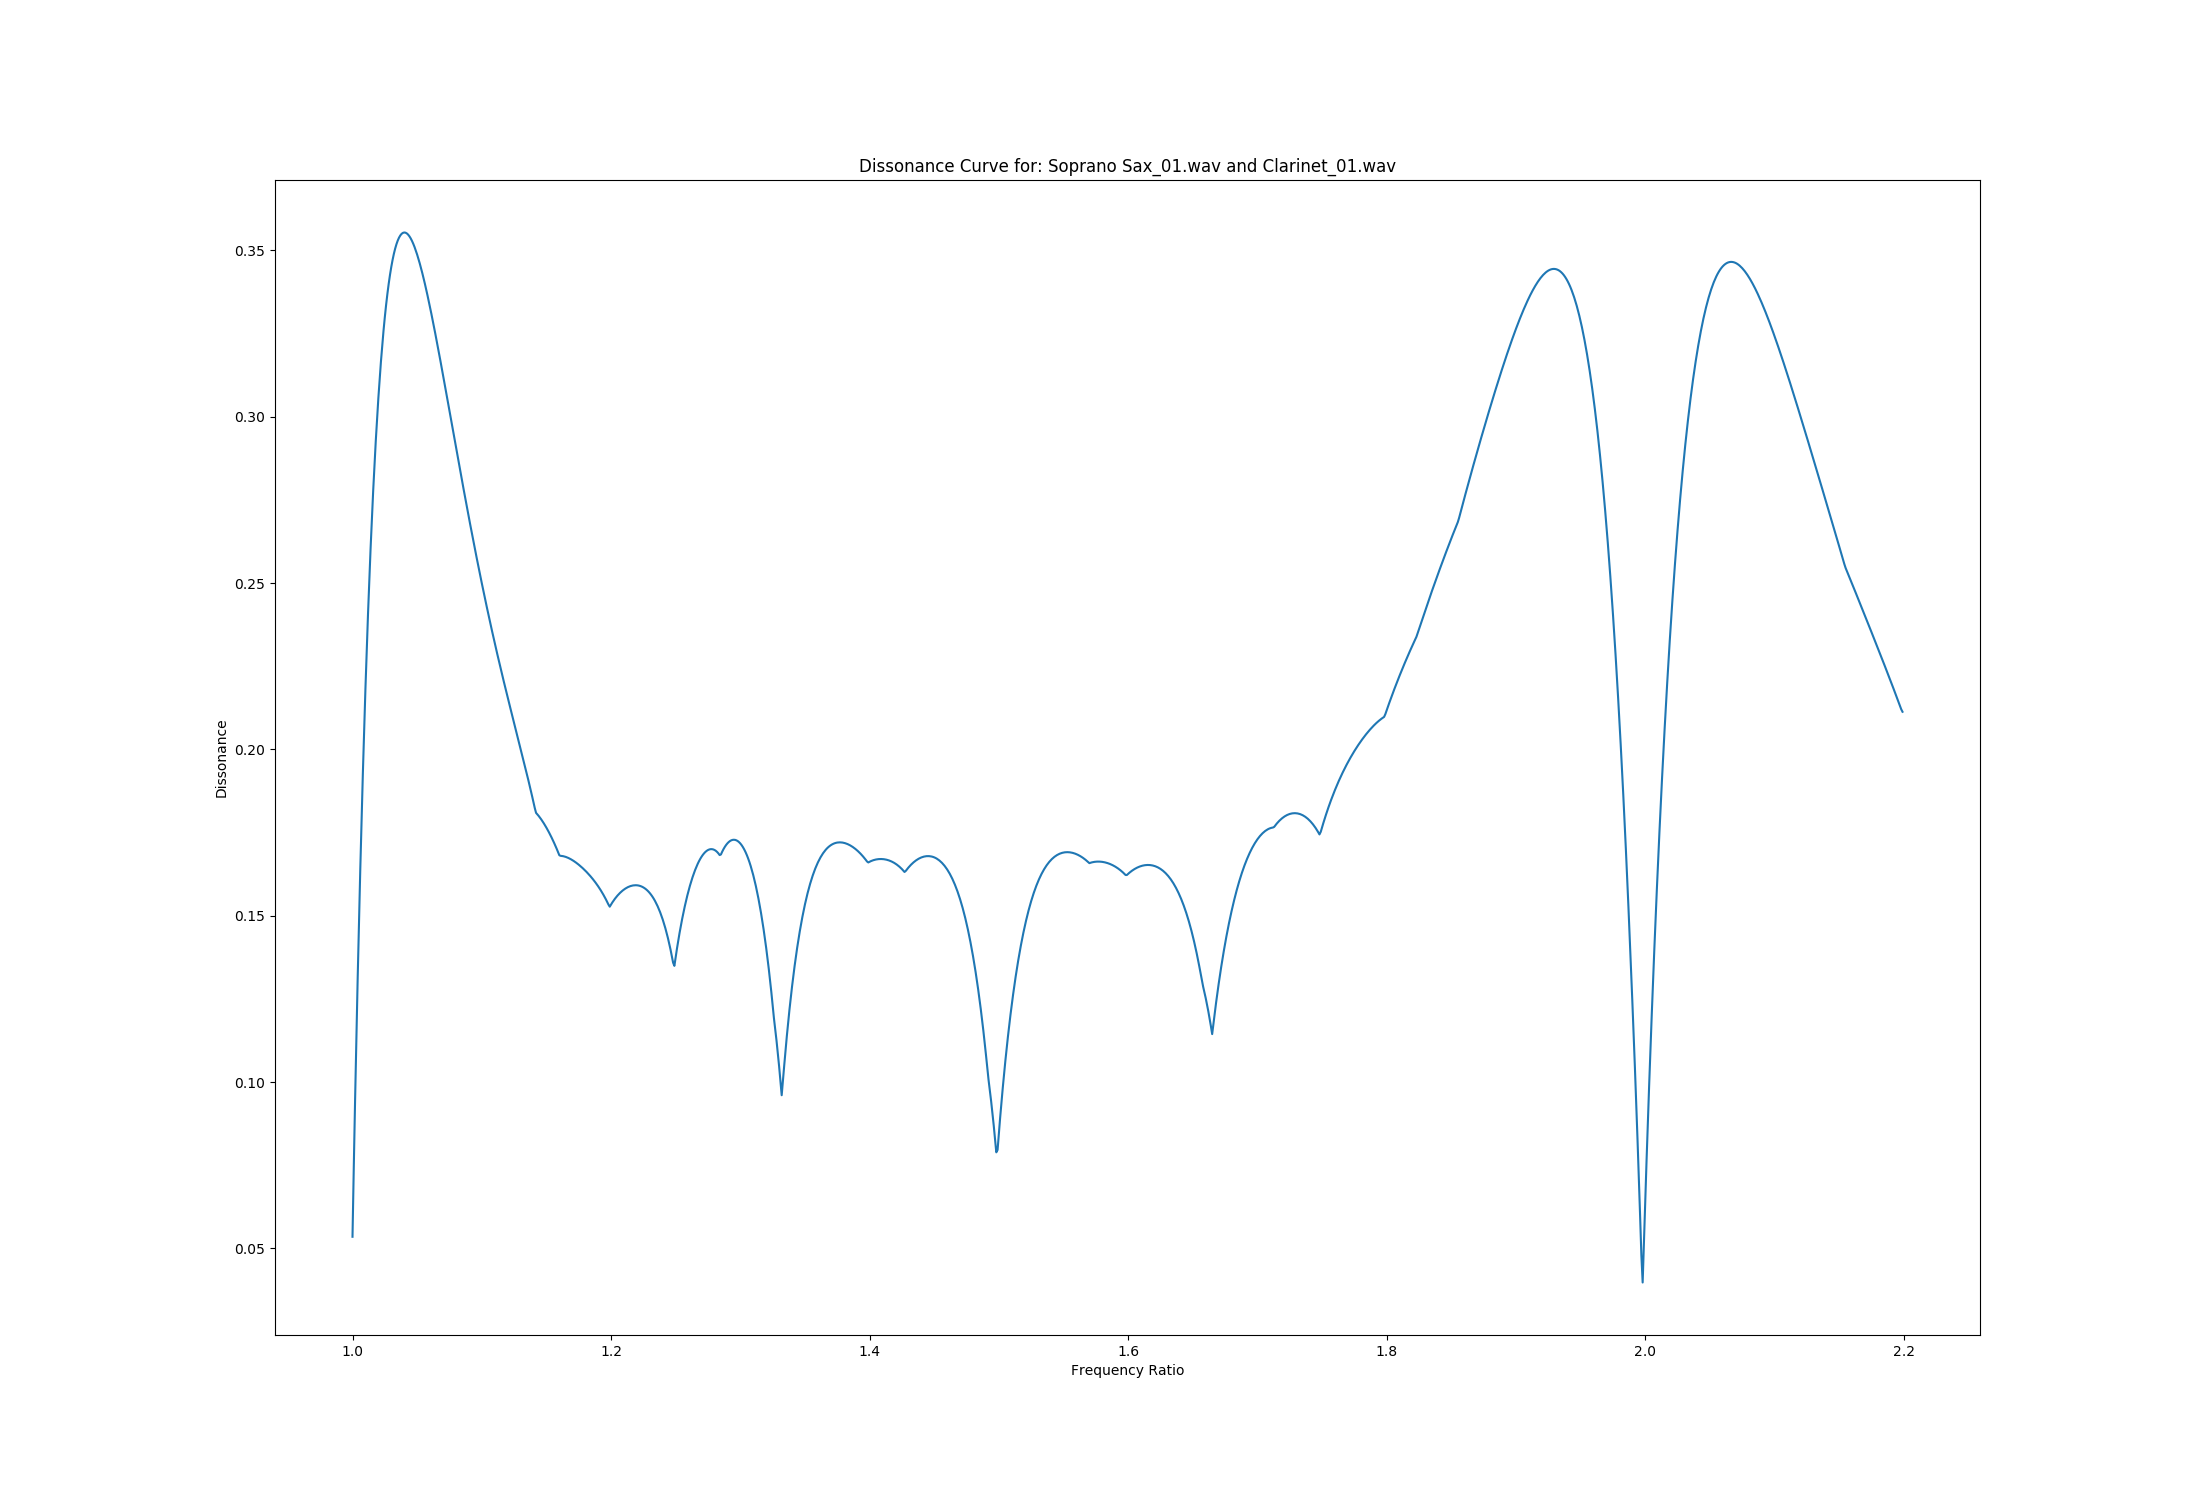 Dissonance Curve for: Soprano Sax_01.wav and Clarinet_01.wav
0.35
0.30
0.25
0.20
0.15
0.10
0.05
Dissonance
1.0 1.2 1.4 1.6 1.8 2.0 2.2
Frequency Ratio